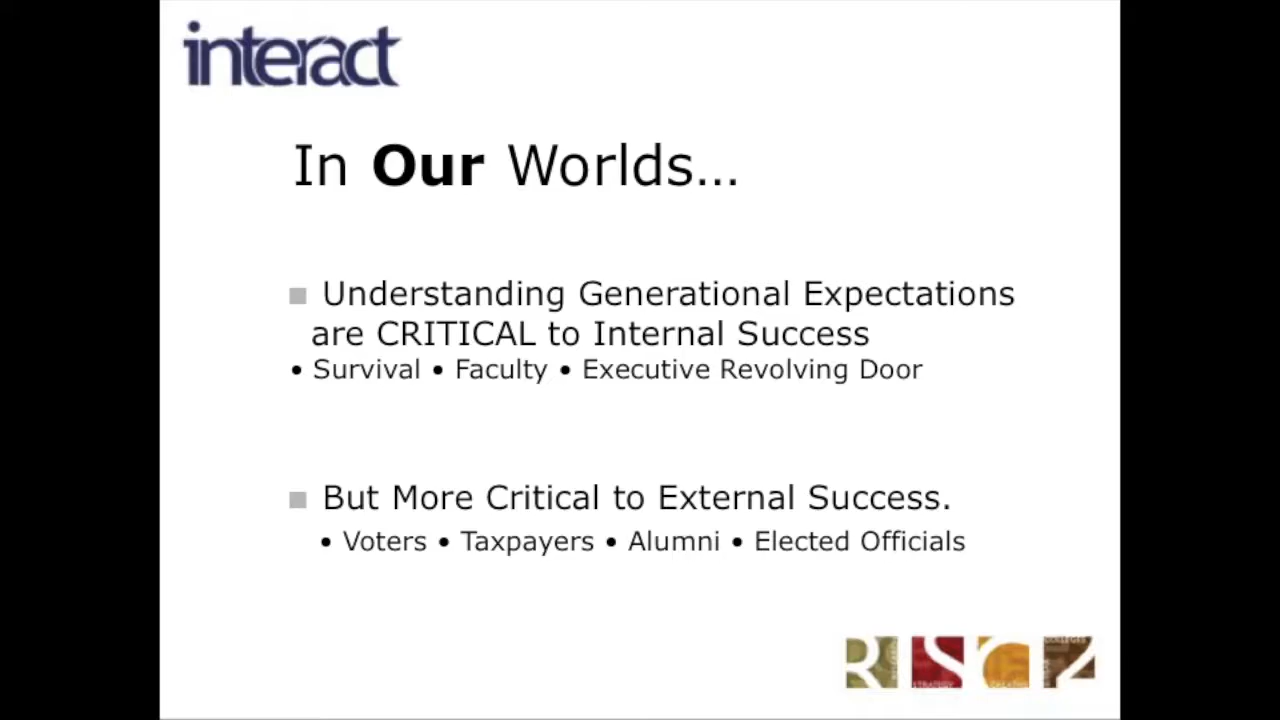 interact
In Our Worlds…
Understanding Generational Expectations
are CRITICAL to Internal Success
• Survival • Faculty • Executive Revolving Door
But More Critical to External Success.
• Voters • Taxpayers • Alumni • Elected Officials